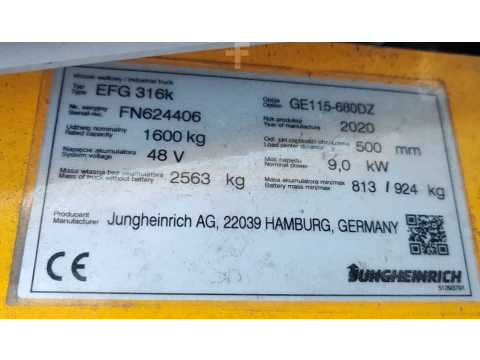 Wózek widłowy / Industrial truck
Typ
Type EFG 316k
Opcja
Option GE115-680DZ
Nr. seryjny
Serial-no. FN624406
Rok produkcji
Year of manufacture 2020
Udźwig nominalny
Rated capacity 1600 kg
Odl. pkt ciężkości chwycenia
Load center distance 500 mm
Napięcie akumulatora
System voltage 48 V
Moc napędu
Nominal power 9,0 kW
Masa własna bez akumulatora
Mass of truck without battery 2563 kg
Masa akumulatora min/max
Battery mass min/max 813 / 924 kg
Producent
Manufacturer Jungheinrich AG, 22039 HAMBURG, GERMANY
CE
JUNGHEINRICH